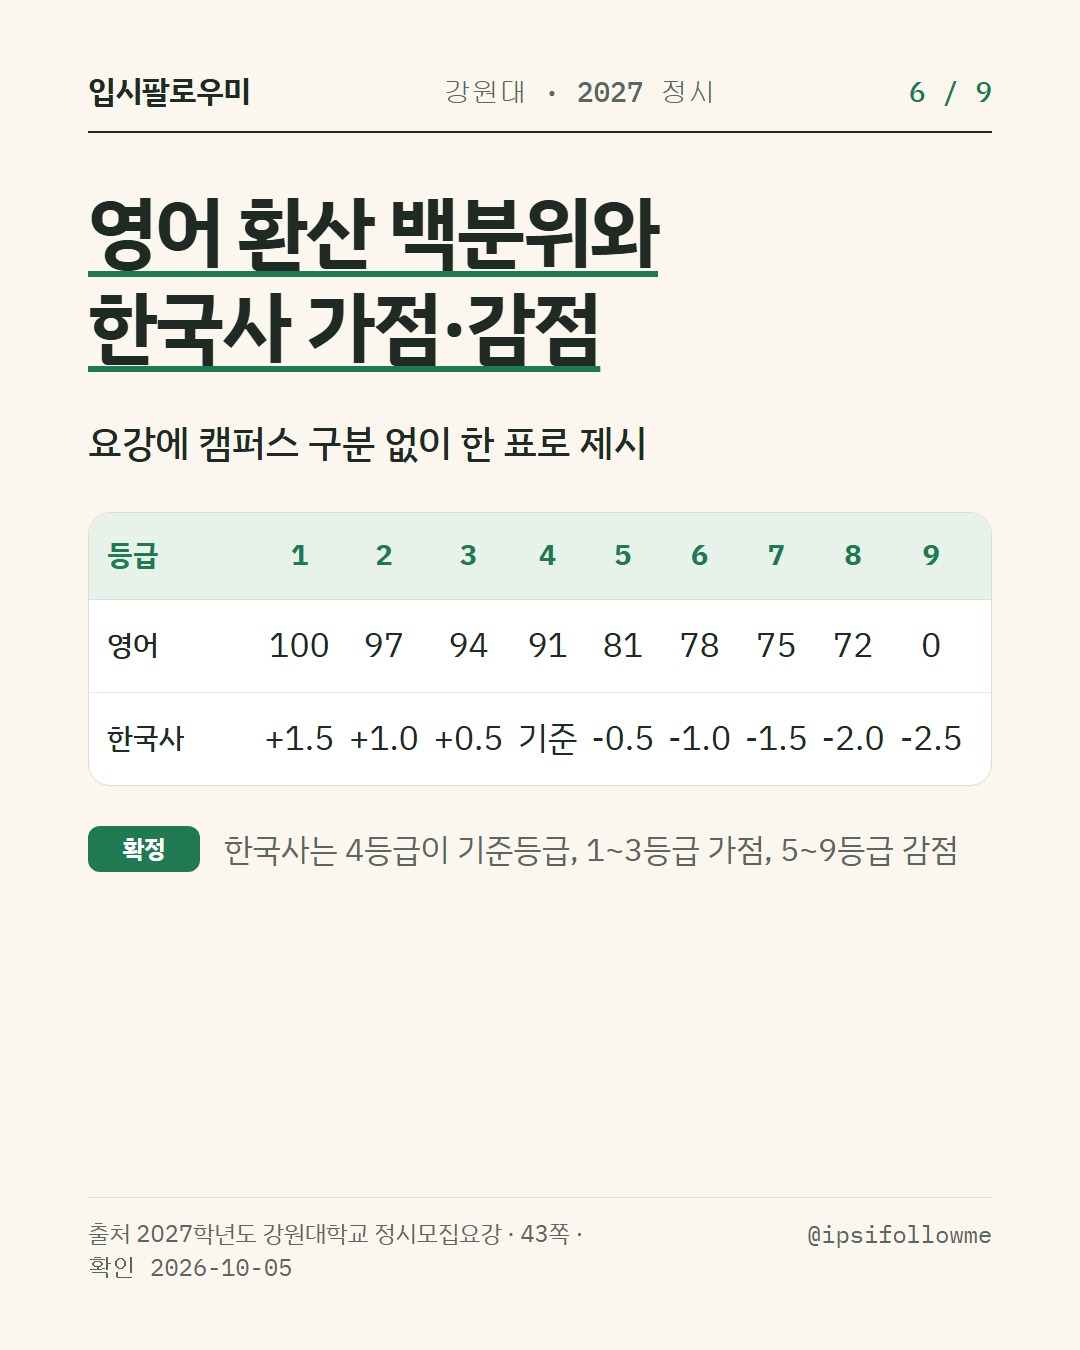 입시팔로우미 강원대 · 2027 정시 6 / 9
영어 환산 백분위와
한국사 가점·감점
요강에 캠퍼스 구분 없이 한 표로 제시
등급 1 2 3 4 5 6 7 8 9
영어 100 97 94 91 81 78 75 72 0
한국사 +1.5 +1.0 +0.5 기준 -0.5 -1.0 -1.5 -2.0 -2.5
확정 한국사는 4등급이 기준등급, 1~3등급 가점, 5~9등급 감점
출처 2027학년도 강원대학교 정시모집요강 · 43쪽 · @ipsifollowme
확인 2026-10-05